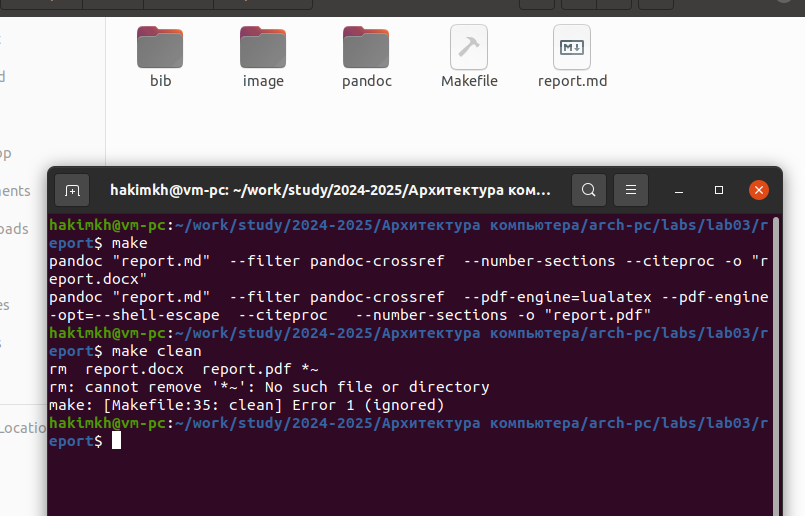 bib
image
pandoc
Makefile
report.md
hakimkh@vm-pc: ~/work/study/2024-2025/Архитектура ком...
hakimkh@vm-pc:~/work/study/2024-2025/Архитектура компьютера/arch-pc/labs/lab03/r
eport$ make
pandoc "report.md"  --filter pandoc-crossref  --number-sections --citeproc -o "r
eport.docx"
pandoc "report.md"  --filter pandoc-crossref  --pdf-engine=lualatex --pdf-engine
-opt=--shell-escape  --citeproc   --number-sections -o "report.pdf"
hakimkh@vm-pc:~/work/study/2024-2025/Архитектура компьютера/arch-pc/labs/lab03/r
eport$ make clean
rm  report.docx  report.pdf *~
rm: cannot remove '*~': No such file or directory
make: [Makefile:35: clean] Error 1 (ignored)
hakimkh@vm-pc:~/work/study/2024-2025/Архитектура компьютера/arch-pc/labs/lab03/r
eport$